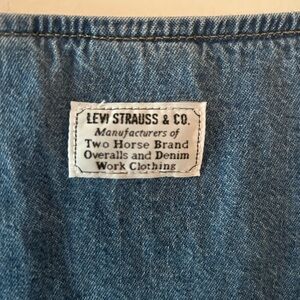 LEVI STRAUSS & CO.
Manufacturers of
Two Horse Brand
Overalls and Denim
Work Clothing